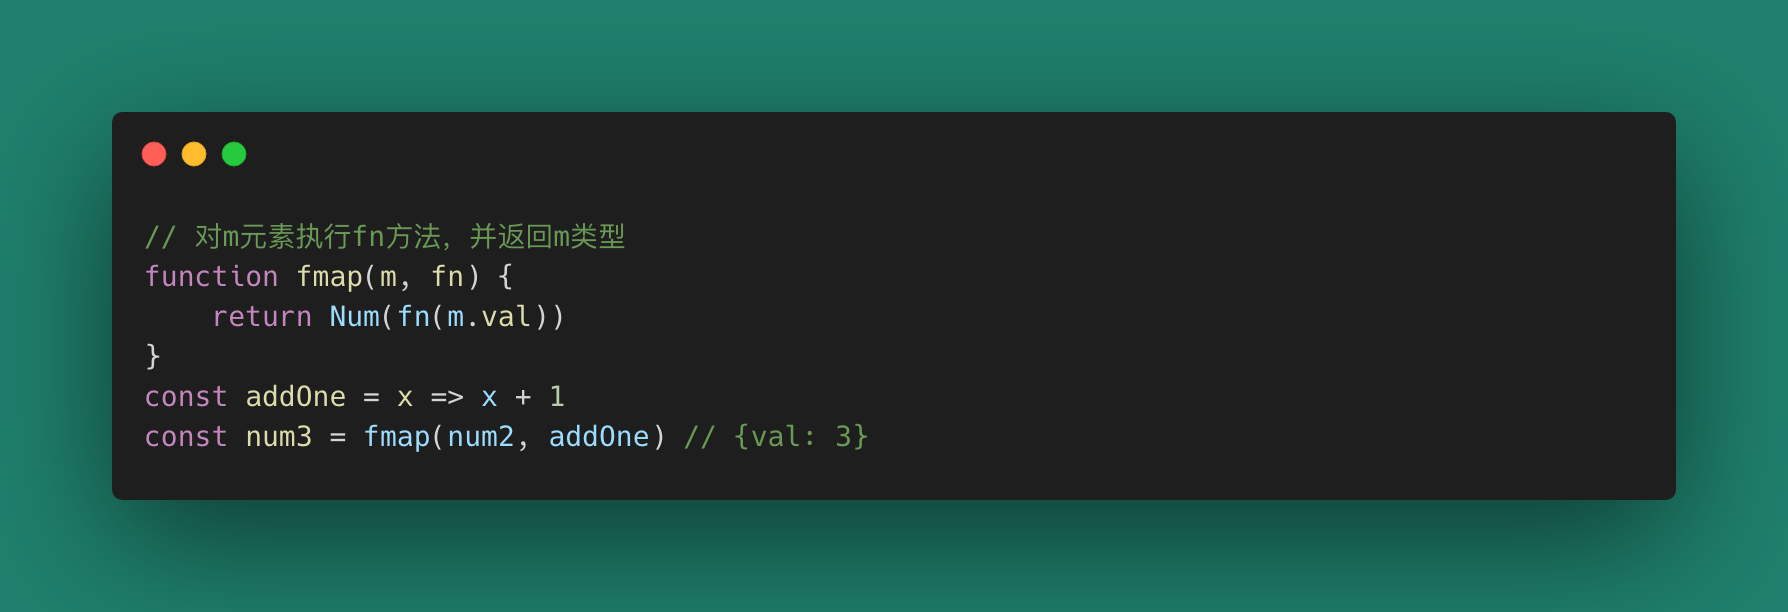 // 对m元素执行fn方法，并返回m类型
function fmap(m, fn) {
    return Num(fn(m.val))
}
const addOne = x => x + 1
const num3 = fmap(num2, addOne) // {val: 3}